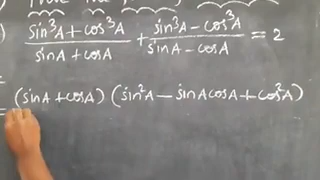 sin³A + cos³A / sinA + cosA + sin³A - cos³A / sinA - cosA = 2
= (sinA + cosA) (sin²A - sinAcosA + cos²A)